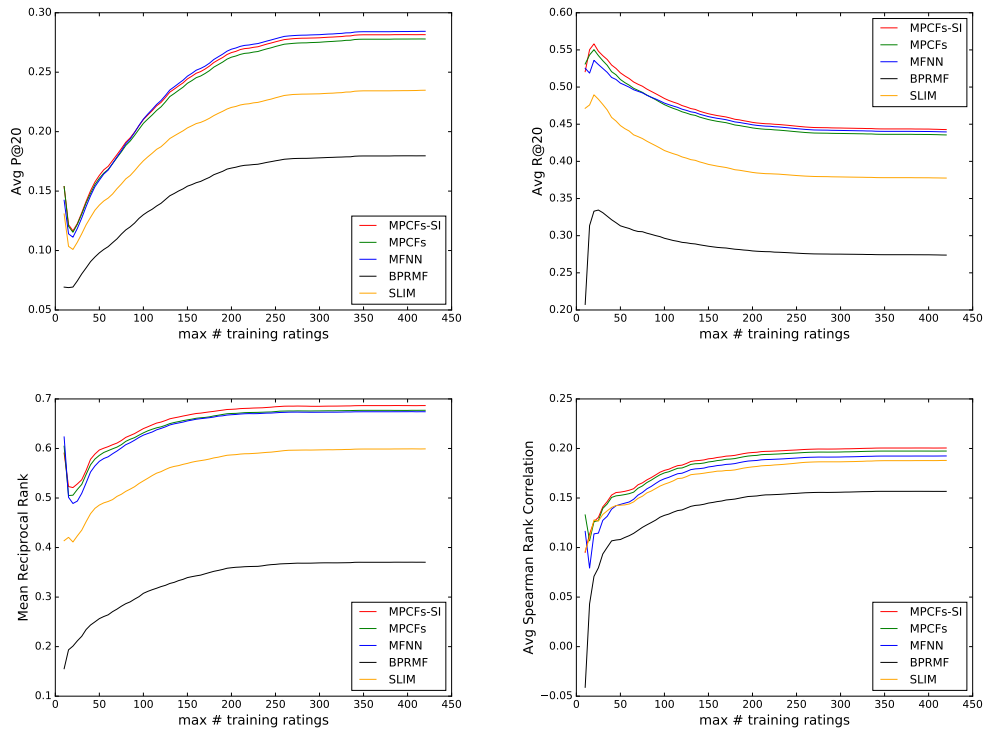 0.30
0.25
0.20
0.15
0.10
0.05
Avg P@20
0 50 100 150 200 250 300 350 400 450
max # training ratings
MPCFs-SI
MPCFs
MFNN
BPRMF
SLIM
0.60
0.55
0.50
0.45
0.40
0.35
0.30
0.25
0.20
Avg R@20
0 50 100 150 200 250 300 350 400 450
max # training ratings
MPCFs-SI
MPCFs
MFNN
BPRMF
SLIM
0.7
0.6
0.5
0.4
0.3
0.2
0.1
Mean Reciprocal Rank
0 50 100 150 200 250 300 350 400 450
max # training ratings
MPCFs-SI
MPCFs
MFNN
BPRMF
SLIM
0.25
0.20
0.15
0.10
0.05
0.00
−0.05
Avg Spearman Rank Correlation
0 50 100 150 200 250 300 350 400 450
max # training ratings
MPCFs-SI
MPCFs
MFNN
BPRMF
SLIM